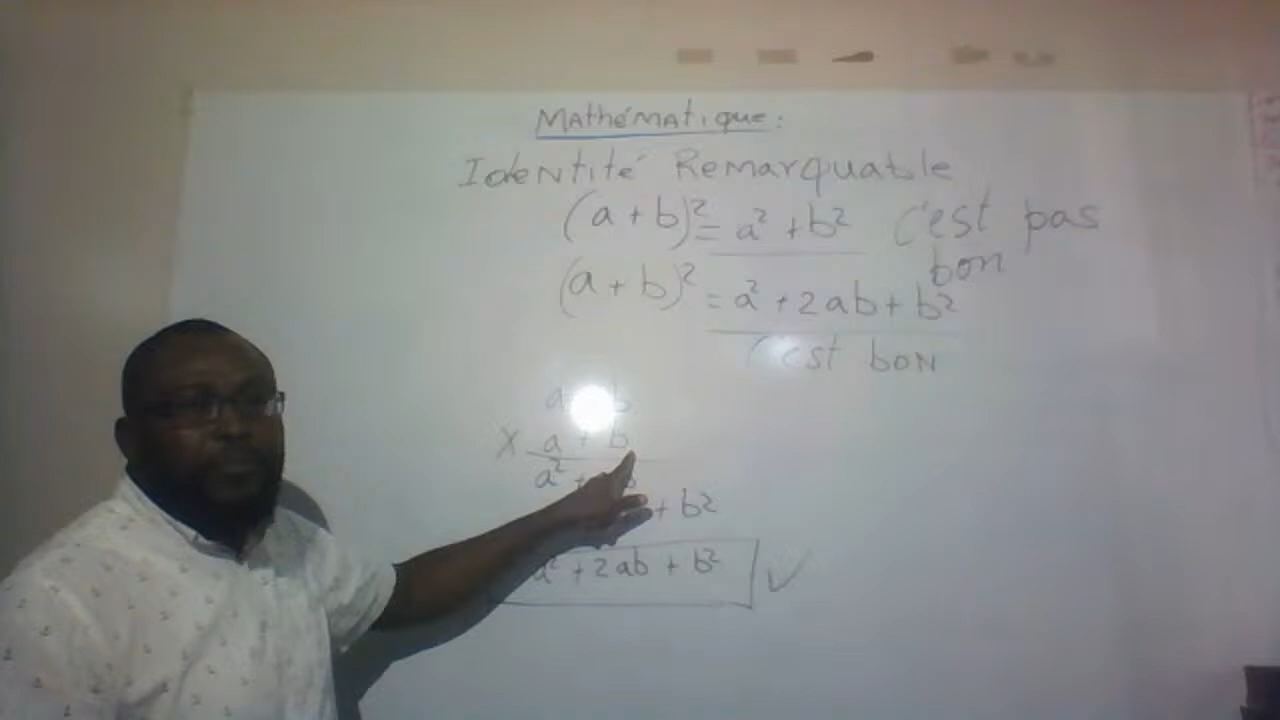 Mathématique:
Identité Remarquable
(a+b)² = a² + b² c'est pas
bon
(a+b)² = a² + 2ab + b²
c'est bon
a b
X a + b
a² +
+ b²
a² + 2ab + b² ✓